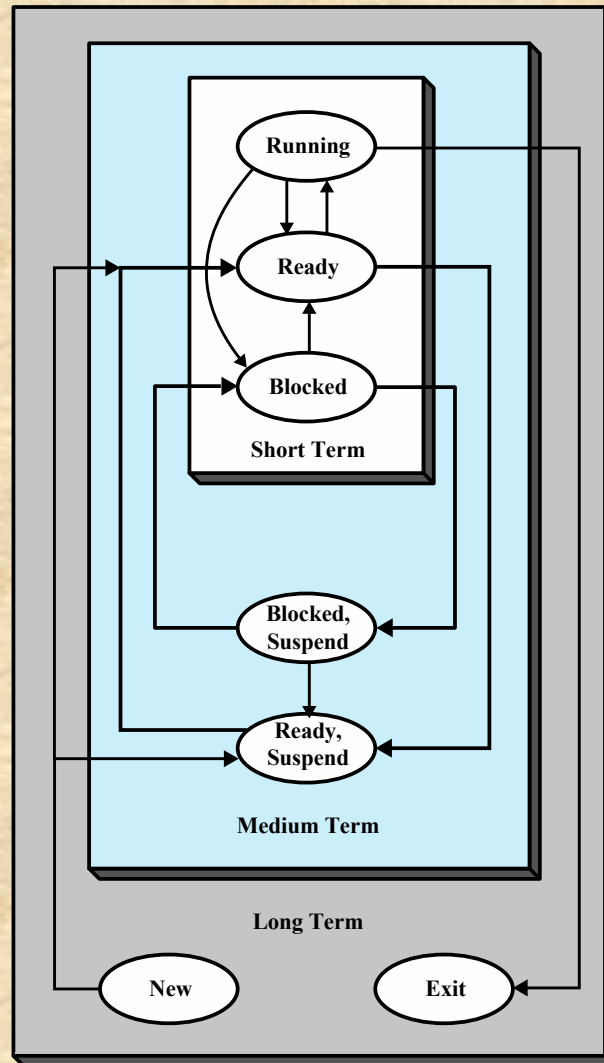 Running
Ready
Blocked
Short Term
Blocked,
Suspend
Ready,
Suspend
Medium Term
Long Term
New
Exit